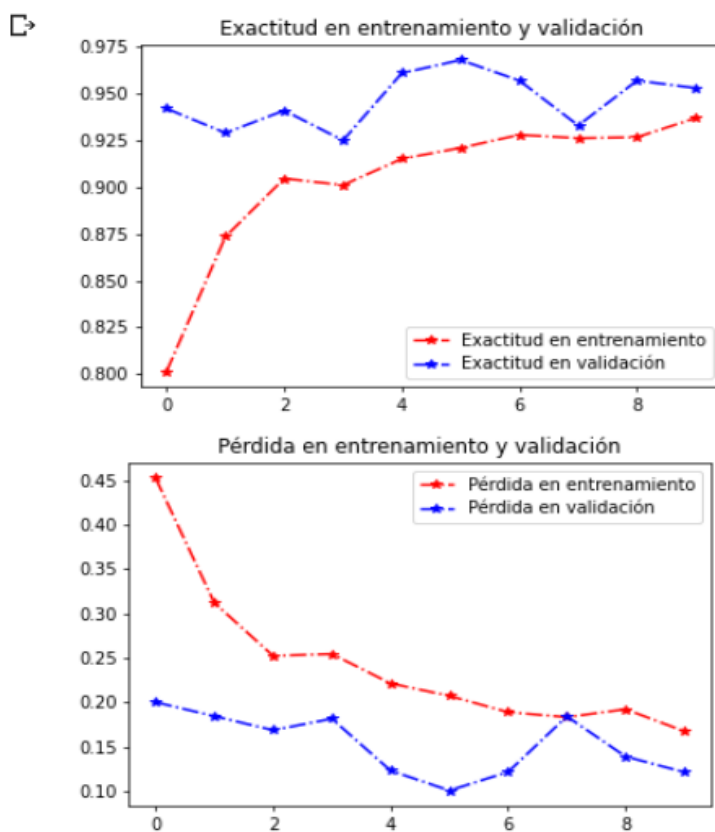 Exactitud en entrenamiento y validación
0.975
0.950
0.925
0.900
0.875
0.850
0.825
0.800
Exactitud en entrenamiento
Exactitud en validación
0 2 4 6 8
Pérdida en entrenamiento y validación
0.45
0.40
0.35
0.30
0.25
0.20
0.15
0.10
Pérdida en entrenamiento
Pérdida en validación
0 2 4 6 8